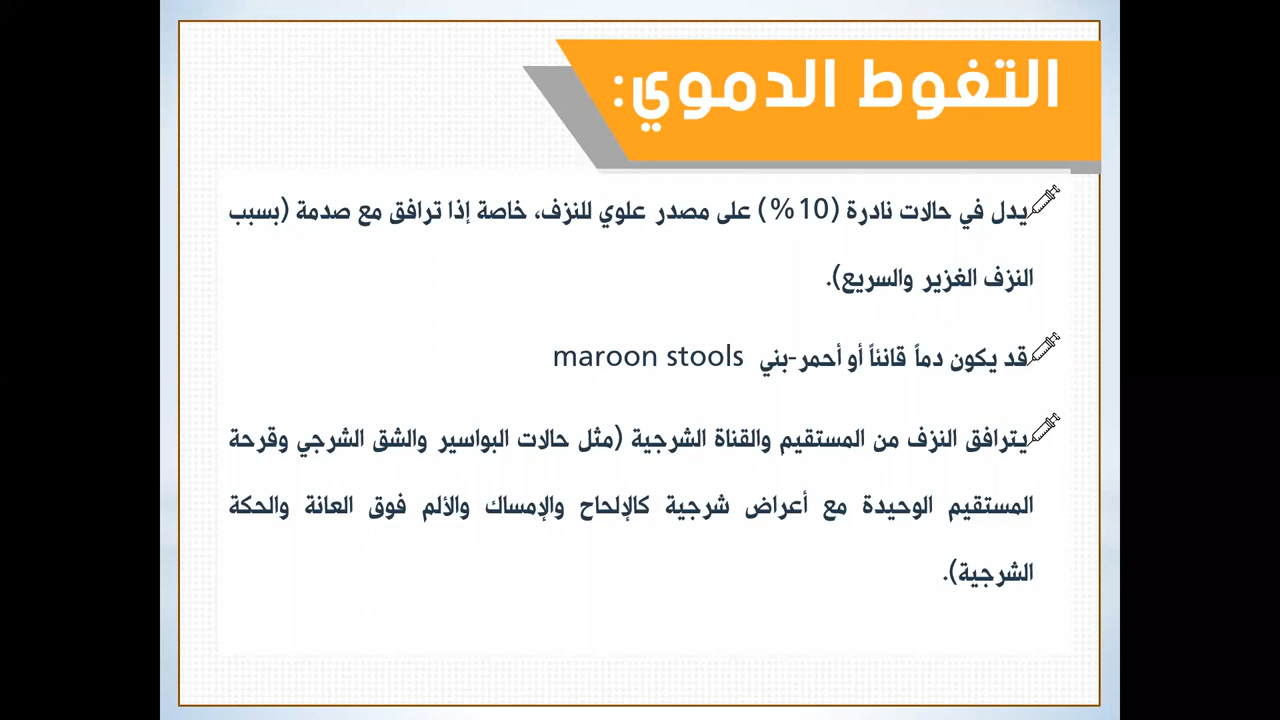 التغوط الدموي:
يدل في حالات نادرة (10%) على مصدر علوي للنزف، خاصة إذا ترافق مع صدمة (بسبب
النزف الغزير والسريع).
قد يكون دماً قانئاً أو أحمر-بني maroon stools
يترافق النزف من المستقيم والقناة الشرجية (مثل حالات البواسير والشق الشرجي وقرحة
المستقيم الوحيدة مع أعراض شرجية كالإلحاح والإمساك والألم فوق العانة والحكة
الشرجية).